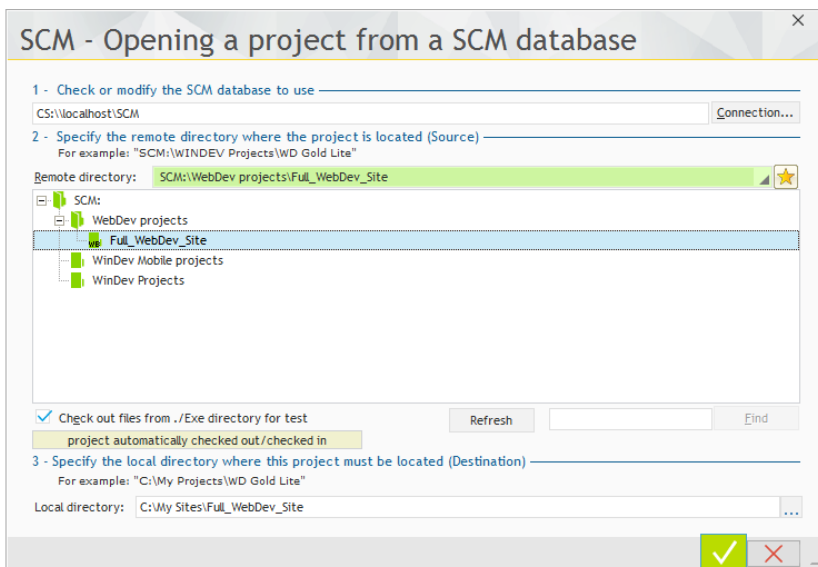 SCM - Opening a project from a SCM database
1 - Check or modify the SCM database to use
CS:\\localhost\SCM
Connection...
2 - Specify the remote directory where the project is located (Source)
For example: "SCM:\WINDEV Projects\WD Gold Lite"
Remote directory: SCM:\WebDev projects\Full_WebDev_Site
SCM:
WebDev projects
WB Full_WebDev_Site
WinDev Mobile projects
WinDev Projects
Check out files from ./Exe directory for test
Refresh
Find
project automatically checked out/checked in
3 - Specify the local directory where this project must be located (Destination)
For example: "C:\My Projects\WD Gold Lite"
Local directory: C:\My Sites\Full_WebDev_Site
...